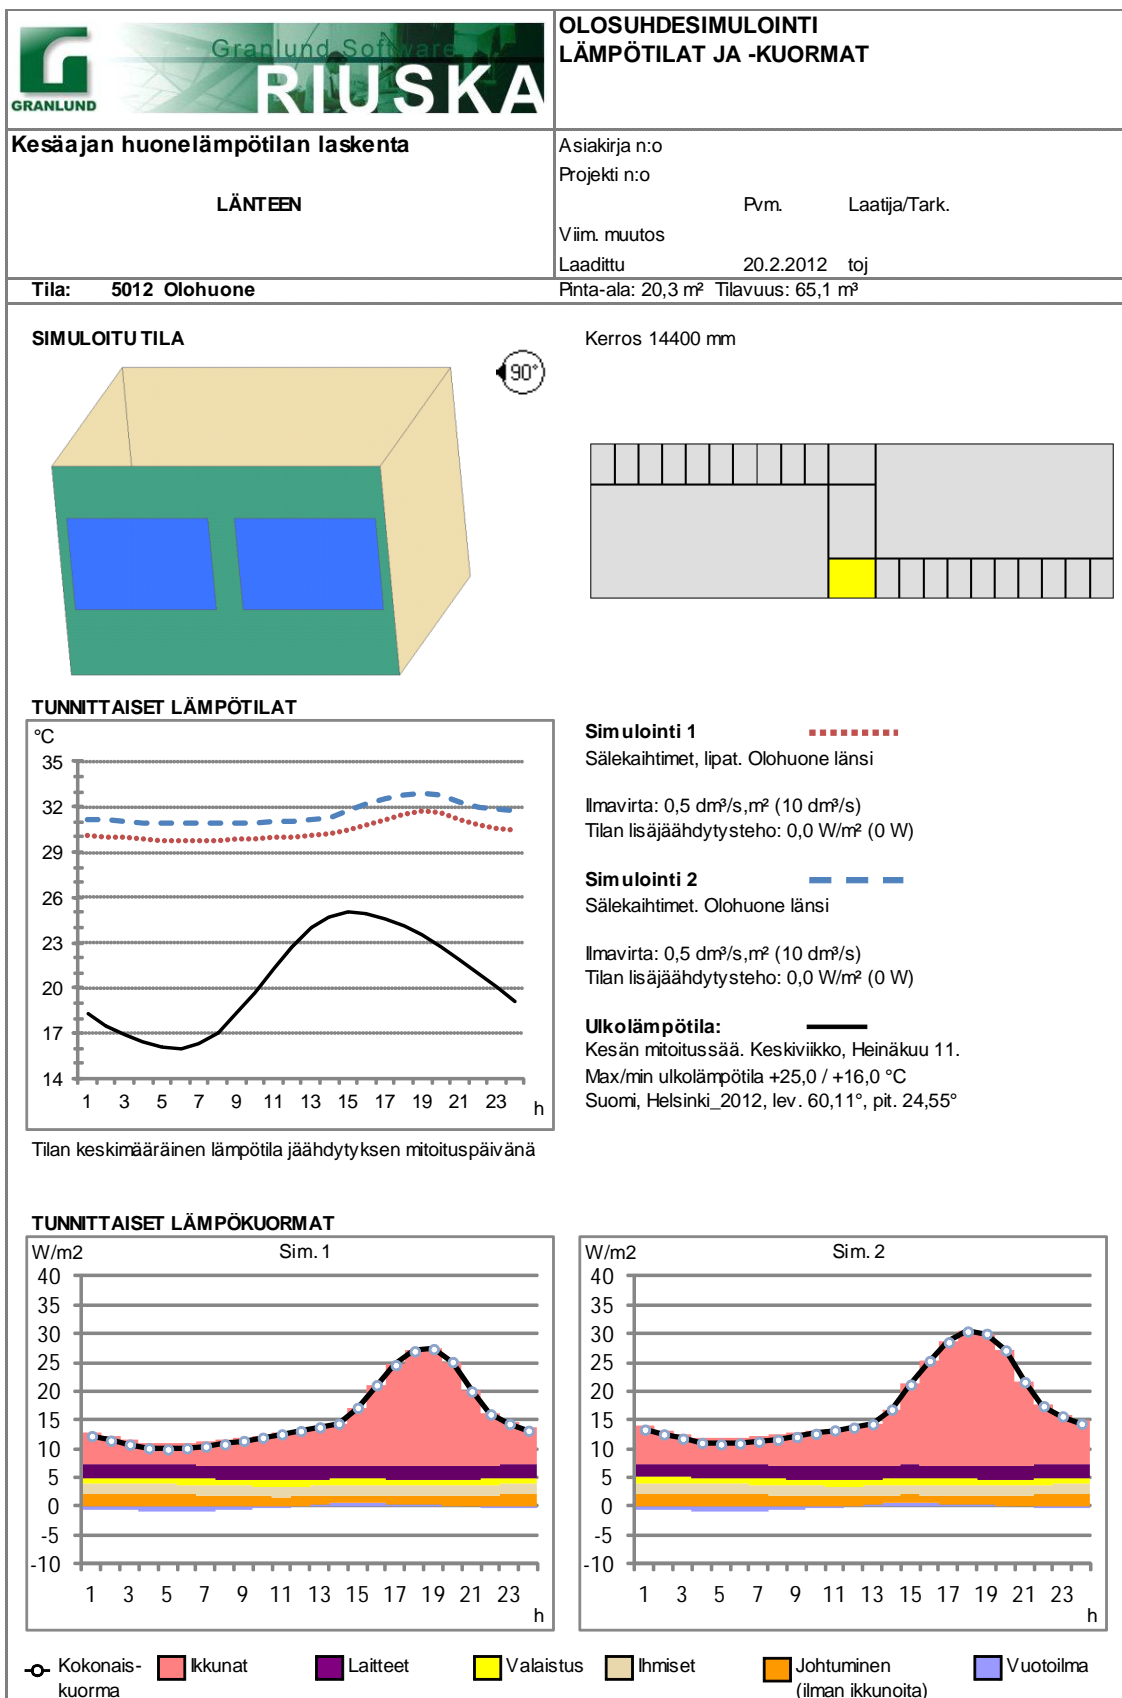 GRANLUND
Granlund Software
RIUSKA
OLOSUHDESIMULOINTI
LÄMPÖTILAT JA -KUORMAT
Kesäajan huonelämpötilan laskenta
LÄNTEEN
Asiakirja n:o
Projekti n:o
Pvm. Laatija/Tark.
Viim. muutos
Laadittu 20.2.2012 toj
Tila: 5012 Olohuone
Pinta-ala: 20,3 m² Tilavuus: 65,1 m³
SIMULOITU TILA
Kerros 14400 mm
90°
TUNNITTAISET LÄMPÖTILAT
°C
35
32
29
26
23
20
17
14
1 3 5 7 9 11 13 15 17 19 21 23
h
Simulointi 1
Sälekaihtimet, lipat. Olohuone länsi
Ilmavirta: 0,5 dm³/s,m² (10 dm³/s)
Tilan lisäjäähdytysteho: 0,0 W/m² (0 W)
Simulointi 2
Sälekaihtimet. Olohuone länsi
Ilmavirta: 0,5 dm³/s,m² (10 dm³/s)
Tilan lisäjäähdytysteho: 0,0 W/m² (0 W)
Ulkolämpötila:
Kesän mitoitussää. Keskiviikko, Heinäkuu 11.
Max/min ulkolämpötila +25,0 / +16,0 °C
Suomi, Helsinki_2012, lev. 60,11°, pit. 24,55°
Tilan keskimääräinen lämpötila jäähdytyksen mitoituspäivänä
TUNNITTAISET LÄMPÖKUORMAT
W/m2 Sim. 1
40
35
30
25
20
15
10
5
0
-5
-10
1 3 5 7 9 11 13 15 17 19 21 23
h
W/m2 Sim. 2
40
35
30
25
20
15
10
5
0
-5
-10
1 3 5 7 9 11 13 15 17 19 21 23
h
Kokonais-
kuorma
Ikkunat
Laitteet
Valaistus
Ihmiset
Johtuminen
(ilman ikkunoita)
Vuotoilma